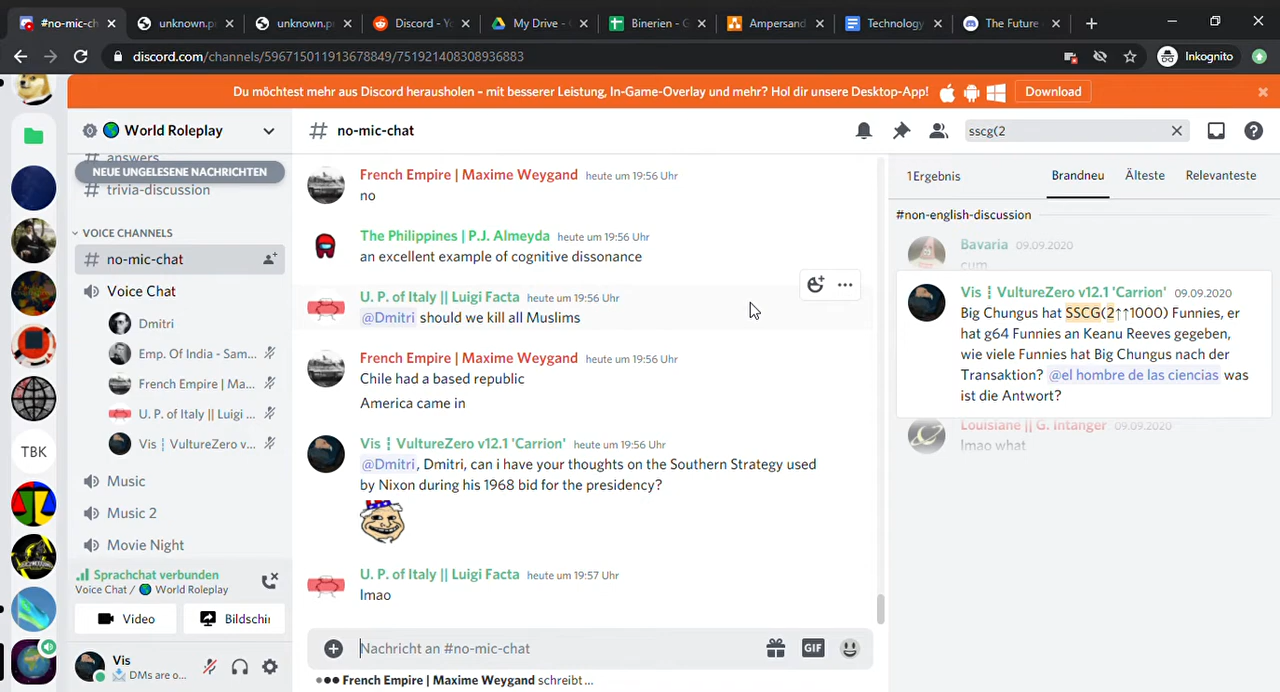 #no-mic-ch
unknown.p
unknown.p
Discord - Yo
My Drive -
Binerien - G
Ampersand
Technology
The Future
discord.com/channels/596715011913678849/751921408308936883
Inkognito
Du möchtest mehr aus Discord herausholen – mit besserer Leistung, In-Game-Overlay und mehr? Hol dir unsere Desktop-App!
Download
World Roleplay
answers
NEUE UNGELESENE NACHRICHTEN
trivia-discussion
VOICE CHANNELS
no-mic-chat
Voice Chat
Dmitri
Emp. Of India - Sam...
French Empire | Ma...
U. P. of Italy || Luigi ...
Vis ┇ VultureZero v...
Music
Music 2
Movie Night
TBK
Sprachchat verbunden
Voice Chat / World Roleplay
Video
Bildschir
Vis
DMs are o...
# no-mic-chat
sscg(2
French Empire | Maxime Weygand heute um 19:56 Uhr
no
The Philippines | P.J. Almeyda heute um 19:56 Uhr
an excellent example of cognitive dissonance
U. P. of Italy || Luigi Facta heute um 19:56 Uhr
@Dmitri should we kill all Muslims
French Empire | Maxime Weygand heute um 19:56 Uhr
Chile had a based republic
America came in
Vis ┇ VultureZero v12.1 'Carrion' heute um 19:56 Uhr
@Dmitri, Dmitri, can i have your thoughts on the Southern Strategy used
by Nixon during his 1968 bid for the presidency?
U. P. of Italy || Luigi Facta heute um 19:57 Uhr
lmao
Nachricht an #no-mic-chat
GIF
French Empire | Maxime Weygand schreibt ...
1Ergebnis
Brandneu
Älteste
Relevanteste
#non-english-discussion
Bavaria 09.09.2020
cum
Vis ┇ VultureZero v12.1 'Carrion' 09.09.2020
Big Chungus hat SSCG(2↑↑1000) Funnies, er
hat g64 Funnies an Keanu Reeves gegeben,
wie viele Funnies hat Big Chungus nach der
Transaktion? @el hombre de las ciencias was
ist die Antwort?
Louisiane || G. Intanger 09.09.2020
lmao what